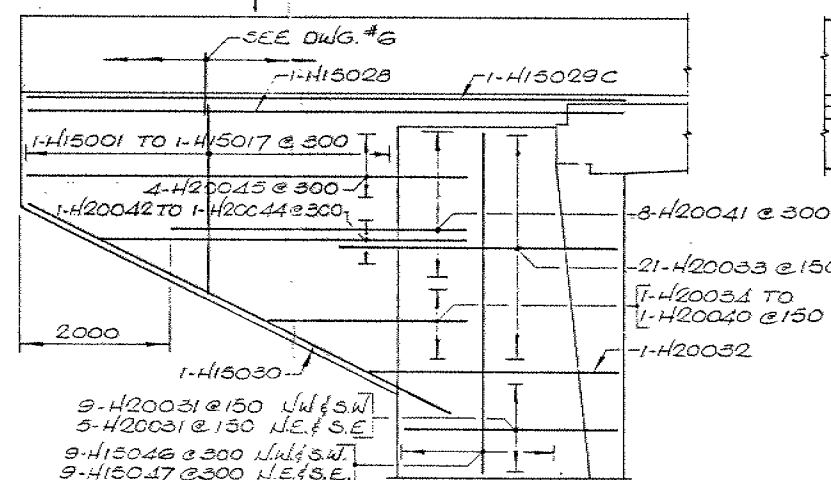 SEE DWG. #6
1-H15028
1-H15029C
1-H15001 TO 1-H15017 @ 300
4-H20045 @ 300
1-H20042 TO 1-H20044 @ 300
8-H20041 @ 300
21-H20033 @ 150
1-H20034 TO
1-H20040 @ 150
2000
1-H20032
1-H15030
9-H20031 @ 150 N.W & S.W
5-H20031 @ 150 N.E. & S.E
9-H15046 @ 300 N.W & S.W.
9-H15047 @ 300 N.E & S.E.